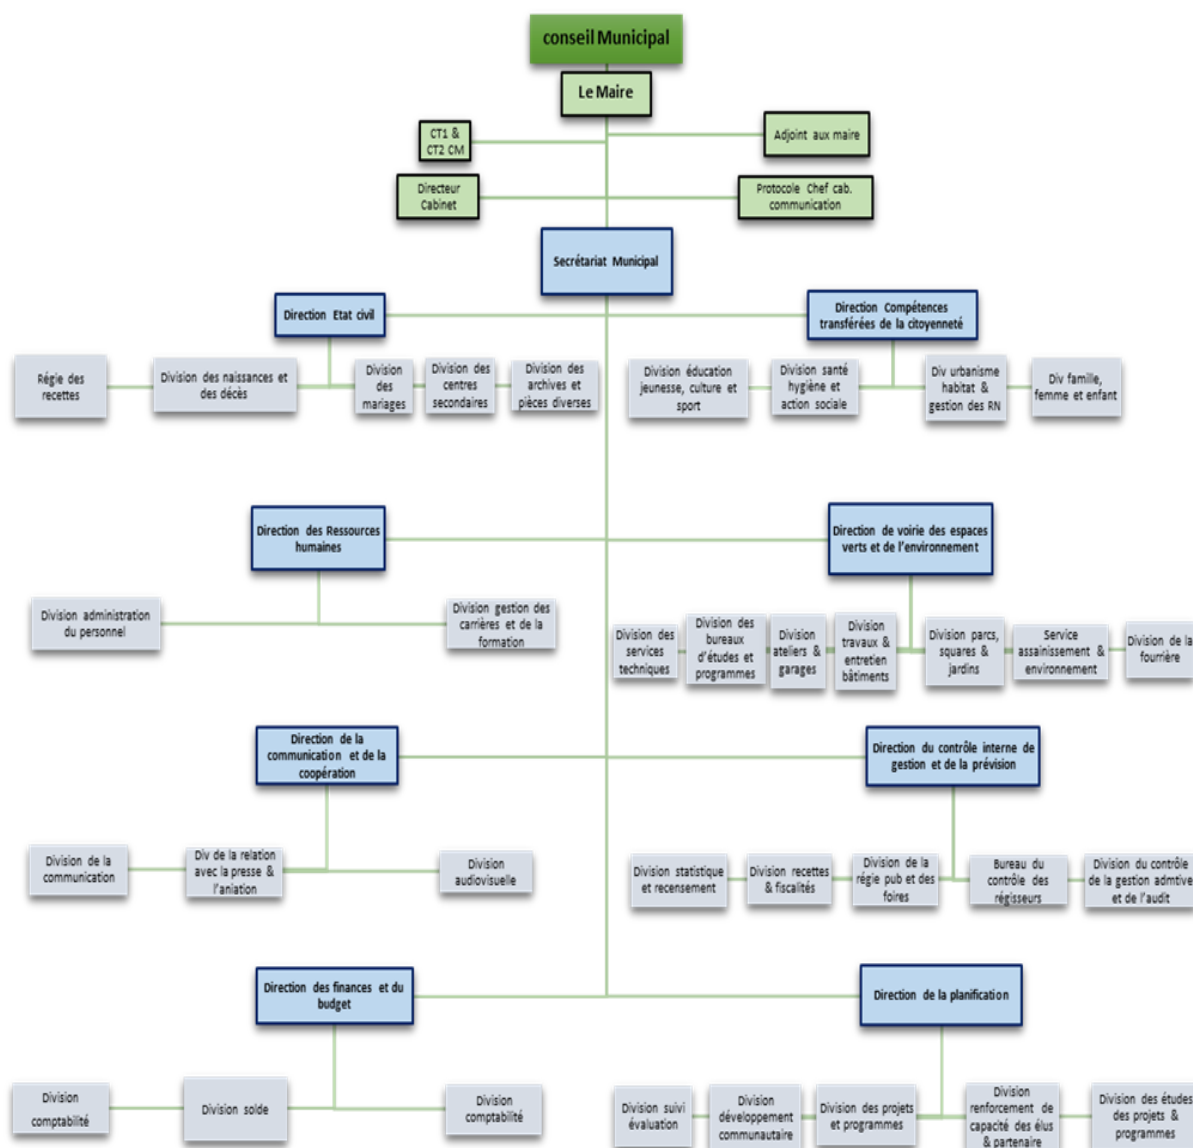 conseil Municipal
Le Maire
CT1 &
CT2 CM
Adjoint aux maire
Directeur
Cabinet
Protocole Chef cab.
communication
Secrétariat Municipal
Direction Etat civil
Direction Compétences
transférées de la citoyenneté
Régie des
recettes
Division des naissances et
des décès
Division
des
mariages
Division des
centres
secondaires
Division des
archives et
pièces diverses
Division éducation
jeunesse, culture et
sport
Division santé
hygiène et
action sociale
Div urbanisme
habitat &
gestion des RN
Div famille,
femme et enfant
Direction des Ressources
humaines
Direction de voirie des espaces
verts et de l'environnement
Division administration
du personnel
Division gestion des
carrières et de la
formation
Division des
services
techniques
Division des
bureaux
d'études et
programmes
Division
ateliers &
garages
Division
travaux &
entretien
bâtiments
Division parcs,
squares &
jardins
Service
assainissement &
environnement
Division de la
fourrière
Direction de la
communication et de la
coopération
Direction du contrôle interne de
gestion et de la prévision
Division de la
communication
Div de la relation
avec la presse &
l'aniation
Division
audiovisuelle
Division statistique
et recensement
Division recettes
& fiscalités
Division de la
régie pub et des
foires
Bureau du
contrôle des
régisseurs
Division du contrôle
de la gestion admtive
et de l'audit
Direction des finances et du
budget
Direction de la planification
Division
comptabilité
Division solde
Division
comptabilité
Division suivi
évaluation
Division
développement
communautaire
Division des projets
et programmes
Division
renforcement de
capacité des élus
& partenaire
Division des études
des projets &
programmes